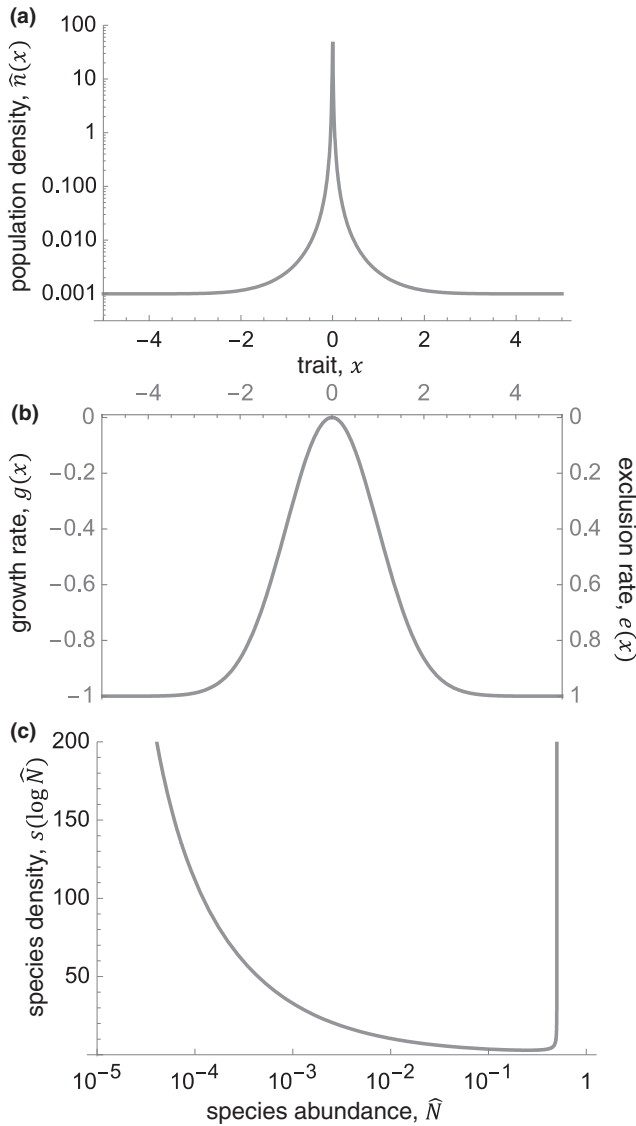 (a)
population density, n̂(x)
100
10
1
0.100
0.010
0.001
−4 −2 0 2 4
trait, x
−4 −2 0 2 4
(b)
growth rate, g(x)
0
−0.2
−0.4
−0.6
−0.8
−1
0
0.2
0.4
0.6
0.8
1
exclusion rate, e(x)
(c)
species density, s(log N̂)
200
150
100
50
10⁻⁵ 10⁻⁴ 10⁻³ 10⁻² 10⁻¹ 1
species abundance, N̂